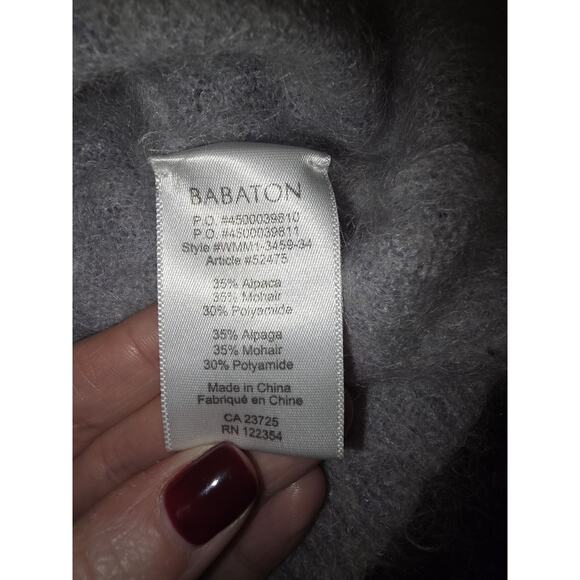 BABATON
P.O. #4500039810
P.O. #4500039811
Style #WMM1-3459-34
Article #52475
35% Alpaca
35% Mohair
30% Polyamide
35% Alpaga
35% Mohair
30% Polyamide
Made in China
Fabriqué en Chine
CA 23725
RN 122354